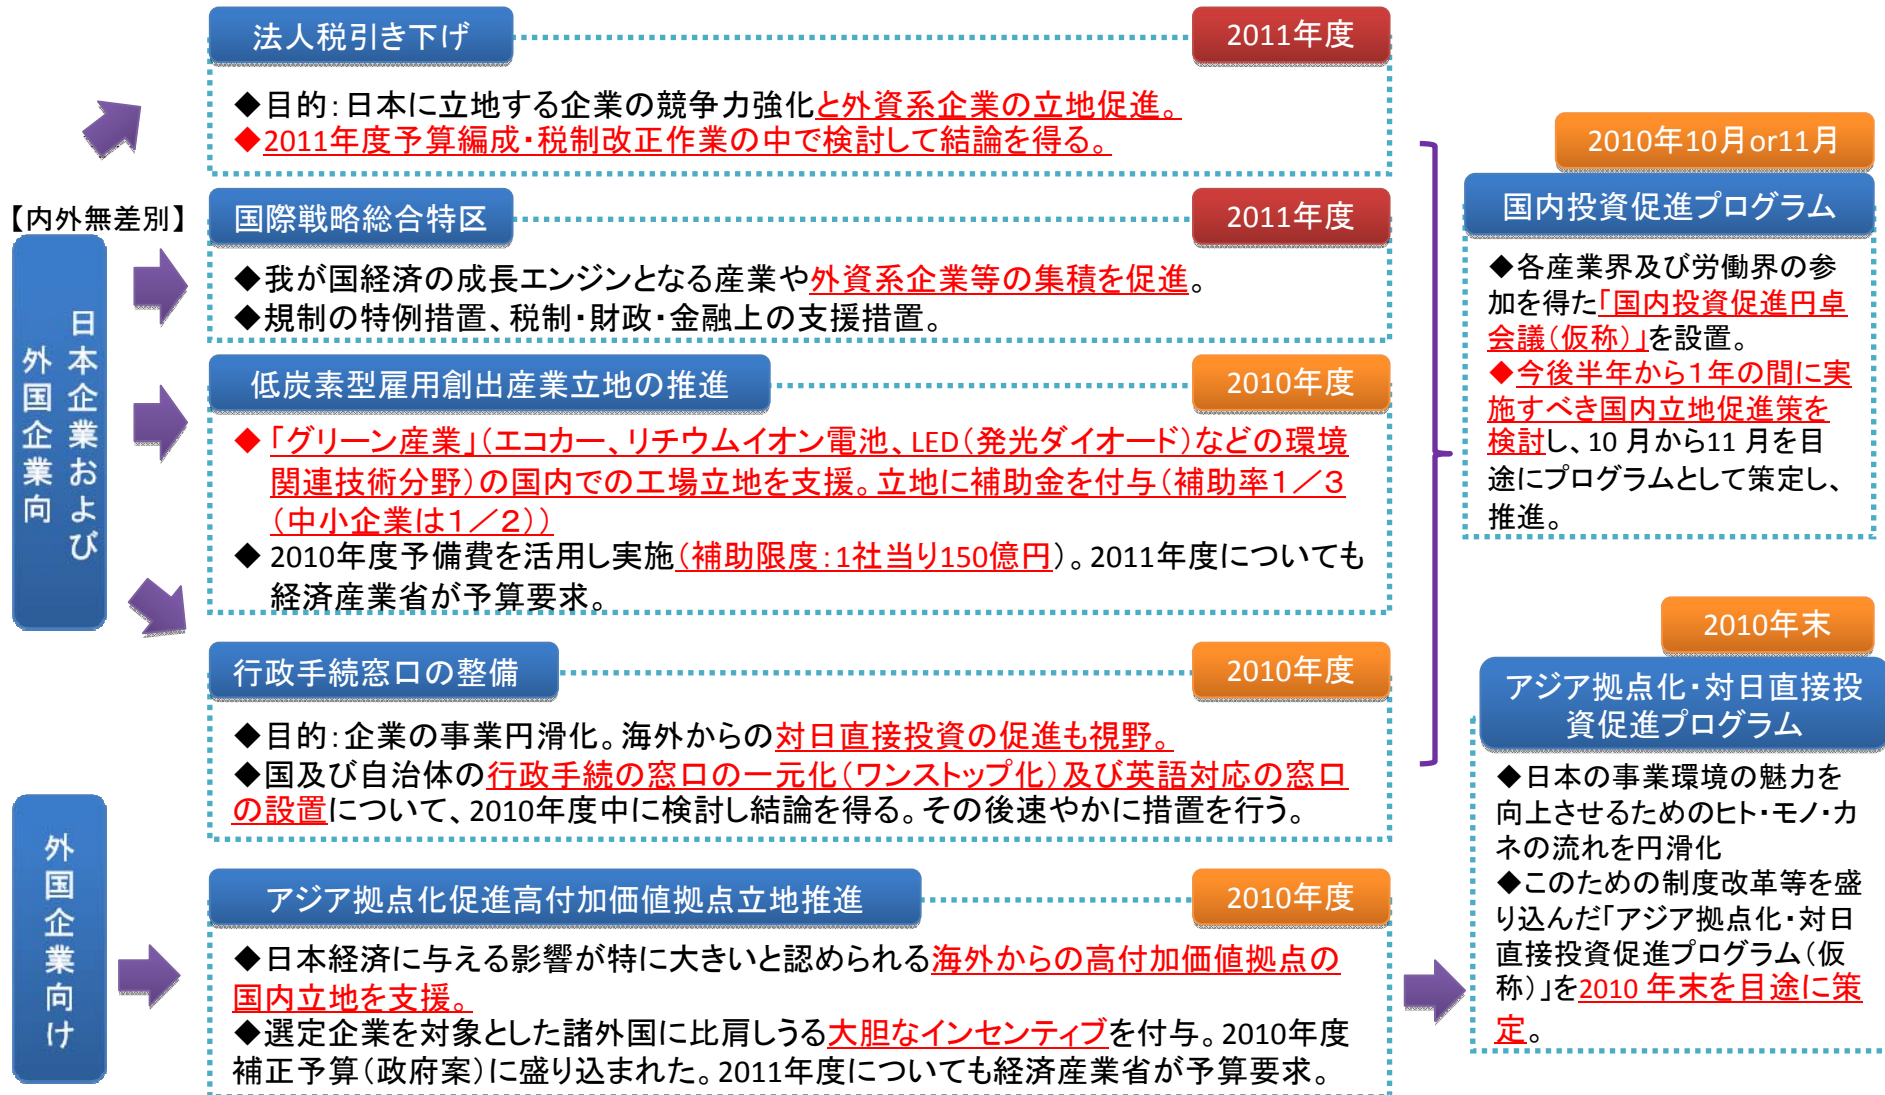 法人税引き下げ
2011年度
◆目的：日本に立地する企業の競争力強化と外資系企業の立地促進。
◆2011年度予算編成・税制改正作業の中で検討して結論を得る。
【内外無差別】
日本企業および
外国企業向
国際戦略総合特区
2011年度
◆我が国経済の成長エンジンとなる産業や外資系企業等の集積を促進。
◆規制の特例措置、税制・財政・金融上の支援措置。
低炭素型雇用創出産業立地の推進
2010年度
◆「グリーン産業」（エコカー、リチウムイオン電池、LED（発光ダイオード）などの環境
関連技術分野）の国内での工場立地を支援。立地に補助金を付与（補助率１／３
（中小企業は１／２））
◆ 2010年度予備費を活用し実施（補助限度：1社当り150億円）。2011年度についても
経済産業省が予算要求。
行政手続窓口の整備
2010年度
◆目的：企業の事業円滑化。海外からの対日直接投資の促進も視野。
◆国及び自治体の行政手続の窓口の一元化（ワンストップ化）及び英語対応の窓口
の設置について、2010年度中に検討し結論を得る。その後速やかに措置を行う。
外国企業向け
アジア拠点化促進高付加価値拠点立地推進
2010年度
◆日本経済に与える影響が特に大きいと認められる海外からの高付加価値拠点の
国内立地を支援。
◆選定企業を対象とした諸外国に比肩しうる大胆なインセンティブを付与。2010年度
補正予算（政府案）に盛り込まれた。2011年度についても経済産業省が予算要求。
2010年10月or11月
国内投資促進プログラム
◆各産業界及び労働界の参
加を得た「国内投資促進円卓
会議（仮称）」を設置。
◆今後半年から１年の間に実
施すべき国内立地促進策を
検討し、10 月から11 月を目
途にプログラムとして策定し、
推進。
2010年末
アジア拠点化・対日直接投
資促進プログラム
◆日本の事業環境の魅力を
向上させるためのヒト・モノ・カ
ネの流れを円滑化
◆このための制度改革等を盛
り込んだ「アジア拠点化・対日
直接投資促進プログラム（仮
称）」を2010 年末を目途に策
定。